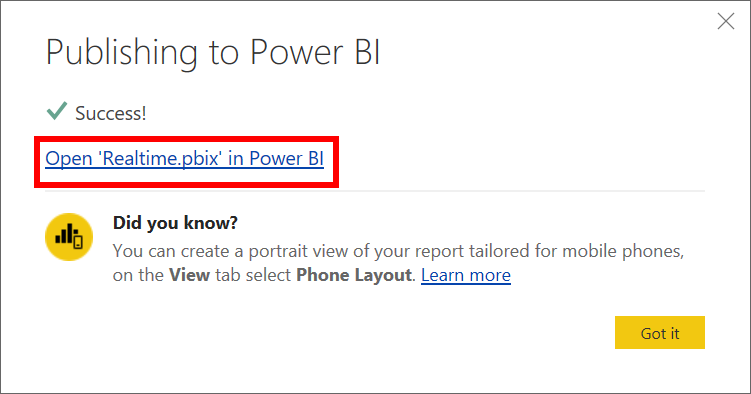 Publishing to Power BI
Success!
Open 'Realtime.pbix' in Power BI
Did you know?
You can create a portrait view of your report tailored for mobile phones,
on the View tab select Phone Layout. Learn more
Got it